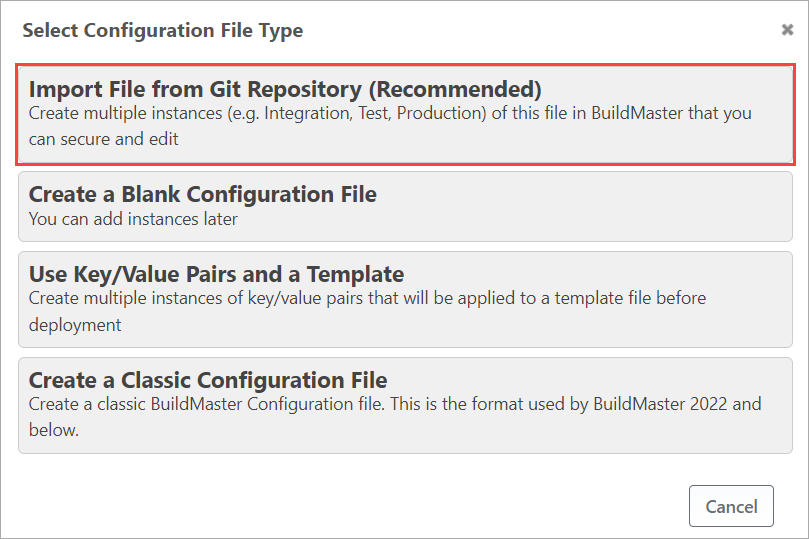 Select Configuration File Type
Import File from Git Repository (Recommended)
Create multiple instances (e.g. Integration, Test, Production) of this file in BuildMaster that you
can secure and edit
Create a Blank Configuration File
You can add instances later
Use Key/Value Pairs and a Template
Create multiple instances of key/value pairs that will be applied to a template file before
deployment
Create a Classic Configuration File
Create a classic BuildMaster Configuration file. This is the format used by BuildMaster 2022 and
below.
Cancel